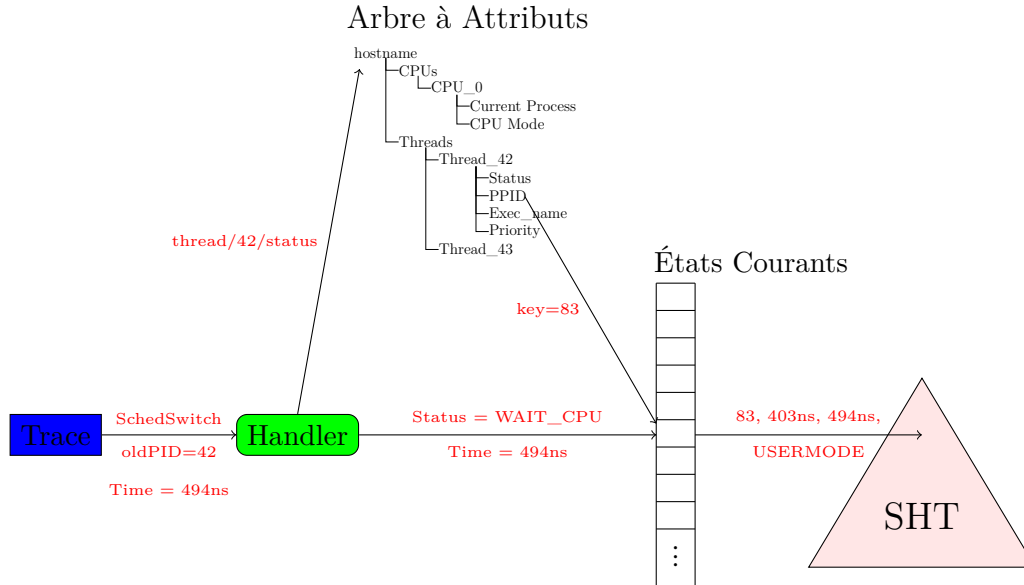 Arbre à Attributs
hostname
CPUs
CPU_0
Current Process
CPU Mode
Threads
Thread_42
Status
PPID
Exec_name
Priority
Thread_43
thread/42/status
États Courants
key=83
SchedSwitch
Trace
oldPID=42
Time = 494ns
Handler
Status = WAIT_CPU
Time = 494ns
83, 403ns, 494ns,
USERMODE
SHT
⋮